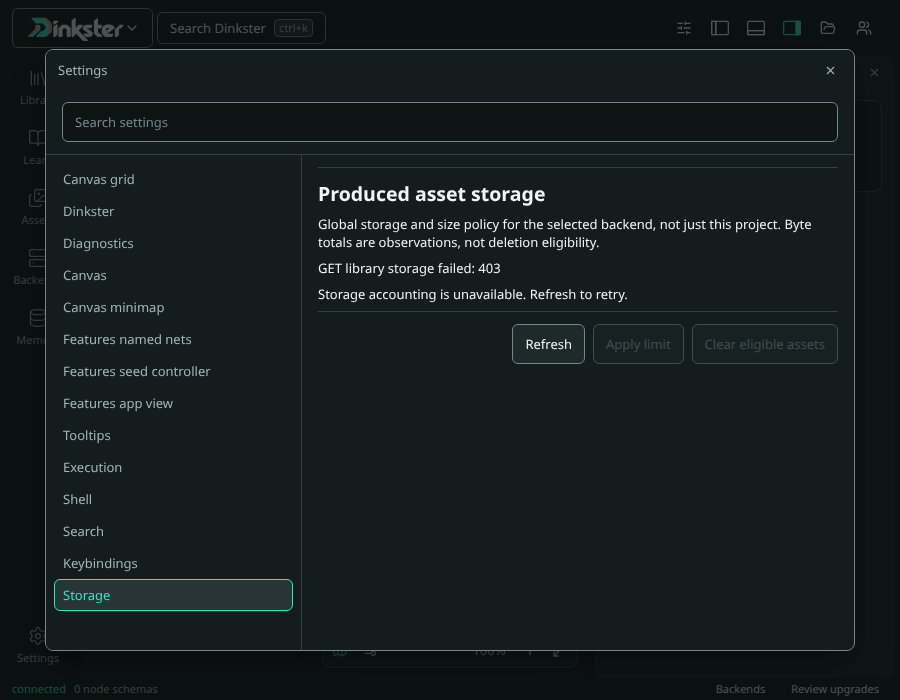 Dinkster
Search Dinkster ctrl+k
Settings
Search settings
Canvas grid
Dinkster
Diagnostics
Canvas
Canvas minimap
Features named nets
Features seed controller
Features app view
Tooltips
Execution
Shell
Search
Keybindings
Storage
Produced asset storage
Global storage and size policy for the selected backend, not just this project. Byte
totals are observations, not deletion eligibility.
GET library storage failed: 403
Storage accounting is unavailable. Refresh to retry.
Refresh
Apply limit
Clear eligible assets
Settings
connected 0 node schemas
Backends
Review upgrades